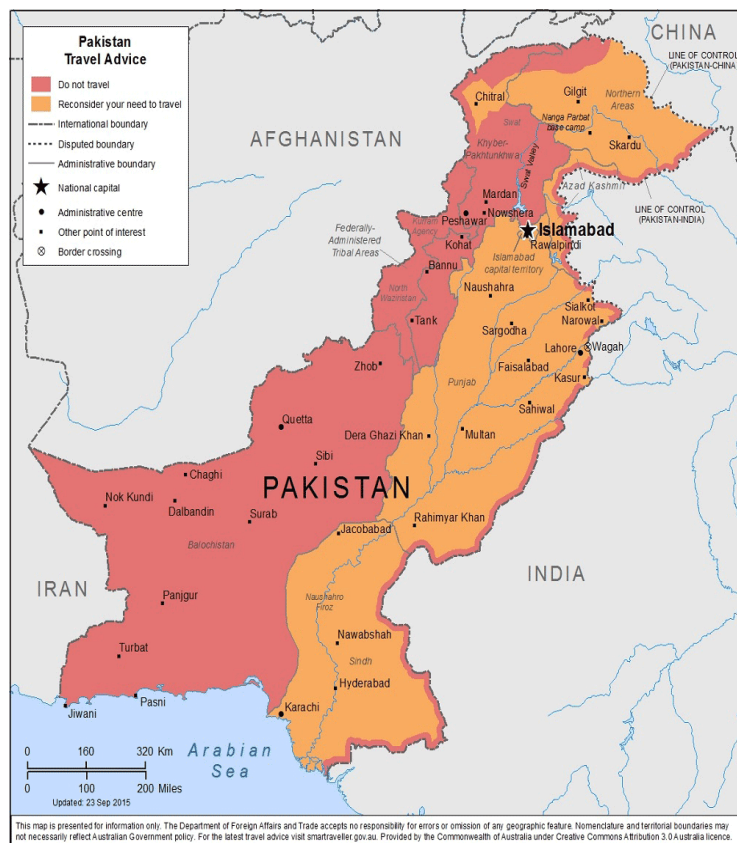 Pakistan
Travel Advice
Do not travel
Reconsider your need to travel
International boundary
Disputed boundary
Administrative boundary
National capital
Administrative centre
Other point of interest
Border crossing
CHINA
LINE OF CONTROL
(PAKISTAN-CHINA)
Gilgit
Northern
Areas
Chitral
Nanga Parbat
base camp
Skardu
AFGHANISTAN
Swat
Khyber-
Pakhtunkhwa
Swat Valley
Azad Kashmir
LINE OF CONTROL
(PAKISTAN-INDIA)
Mardan
Peshawar
Nowshera
Kurram
Agency
Federally-
Administered
Tribal Areas
Kohat
Islamabad
Rawalpindi
Islamabad
capital territory
Bannu
North
Waziristan
Naushahra
Sialkot
Narowal
Tank
Sargodha
Lahore
Wagah
Zhob
Faisalabad
Kasur
Punjab
Sahiwal
Quetta
Dera Ghazi Khan
Multan
Sibi
Chaghi
PAKISTAN
Nok Kundi
Dalbandin
Surab
Rahimyar Khan
Jacobabad
Balochistan
IRAN
INDIA
Panjgur
Naushahro
Firoz
Nawabshah
Turbat
Sindh
Hyderabad
Pasni
Jiwani
Karachi
Arabian
Sea
0 160 320 Km
0 100 200 Miles
Updated: 23 Sep 2015
This map is presented for information only. The Department of Foreign Affairs and Trade accepts no responsibility for errors or omission of any geographic feature. Nomenclature and territorial boundaries may
not necessarily reflect Australian Government policy. For the latest travel advice visit smartraveller.gov.au. Provided by the Commonwealth of Australia under Creative Commons Attribution 3.0 Australia licence.